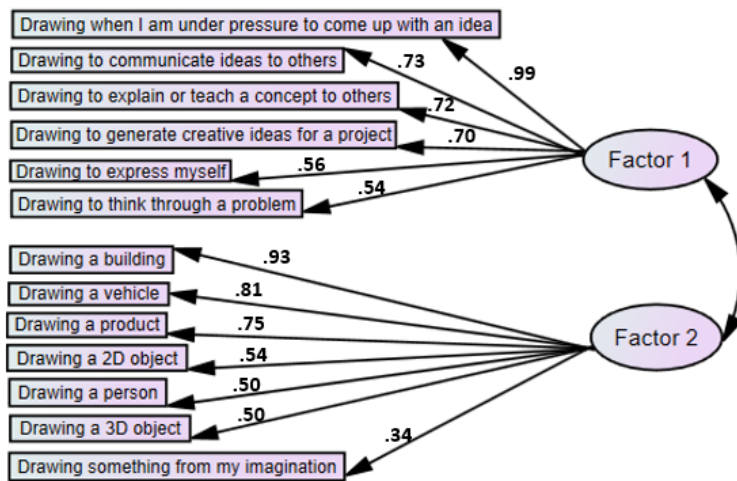 Drawing when I am under pressure to come up with an idea
.99
Drawing to communicate ideas to others
.73
Drawing to explain or teach a concept to others
.72
Drawing to generate creative ideas for a project
.70
Drawing to express myself
.56
Drawing to think through a problem
.54
Factor 1
Drawing a building
.93
Drawing a vehicle
.81
Drawing a product
.75
Drawing a 2D object
.54
Drawing a person
.50
Drawing a 3D object
.50
Drawing something from my imagination
.34
Factor 2